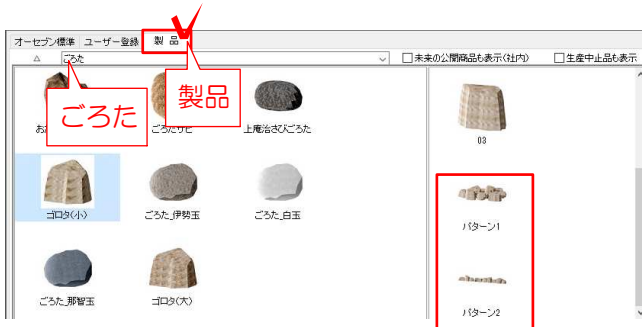 オーセブン標準 ユーザー登録 製 品
△ ごろた □未来の公開商品も表示(社内) □生産中止品も表示
ごろた
製品
上庵治さびごろた
03
ゴロタ(小) ごろた_伊勢玉 ごろた_白玉
パターン1
ごろた_那智玉 ゴロタ(大)
パターン2